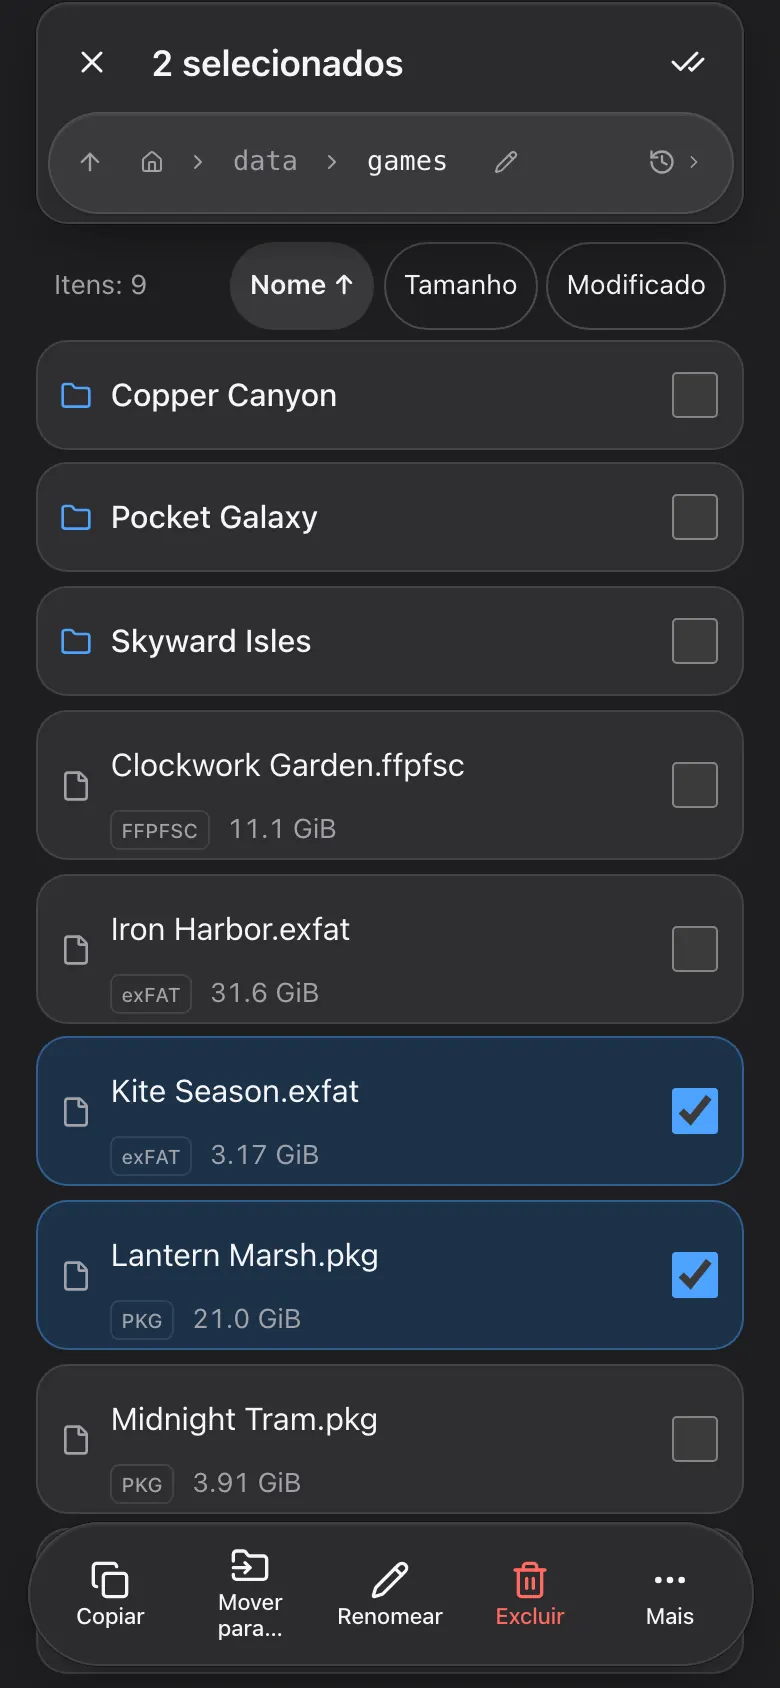 2 selecionados
data
games
Itens: 9
Nome ↑
Tamanho
Modificado
Copper Canyon
Pocket Galaxy
Skyward Isles
Clockwork Garden.ffpfsc
FFPFSC 11.1 GiB
Iron Harbor.exfat
exFAT 31.6 GiB
Kite Season.exfat
exFAT 3.17 GiB
Lantern Marsh.pkg
PKG 21.0 GiB
Midnight Tram.pkg
PKG 3.91 GiB
Copiar
Mover
para...
Renomear
Excluir
Mais